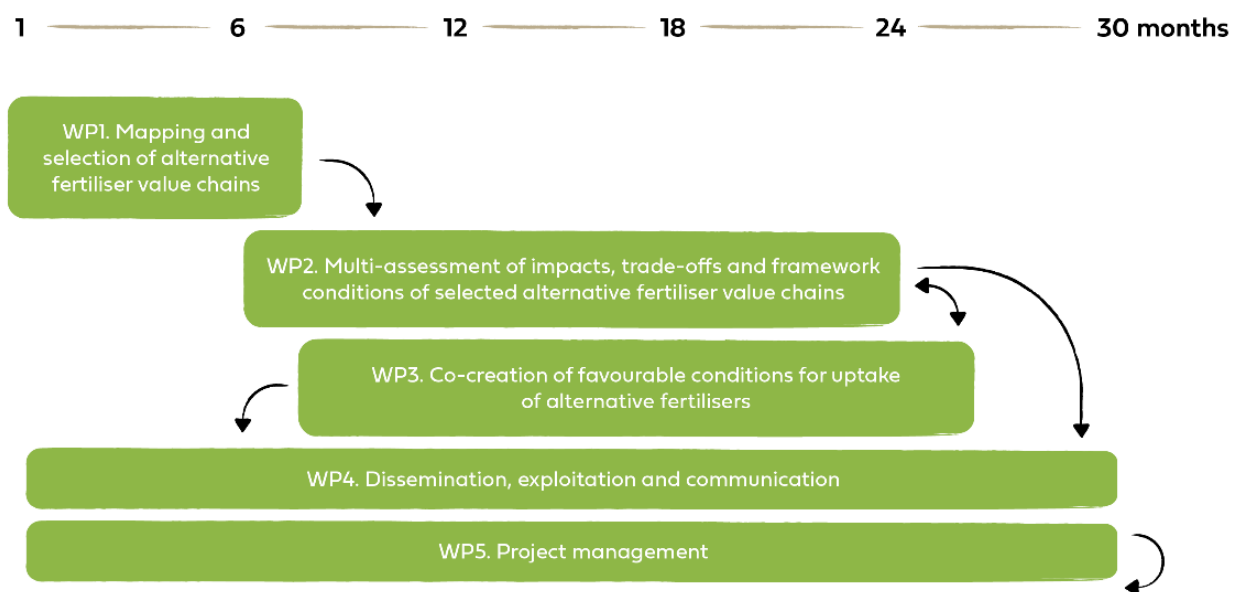 1 6 12 18 24 30 months
WP1. Mapping and
selection of alternative
fertiliser value chains
WP2. Multi-assessment of impacts, trade-offs and framework
conditions of selected alternative fertiliser value chains
WP3. Co-creation of favourable conditions for uptake
of alternative fertilisers
WP4. Dissemination, exploitation and communication
WP5. Project management